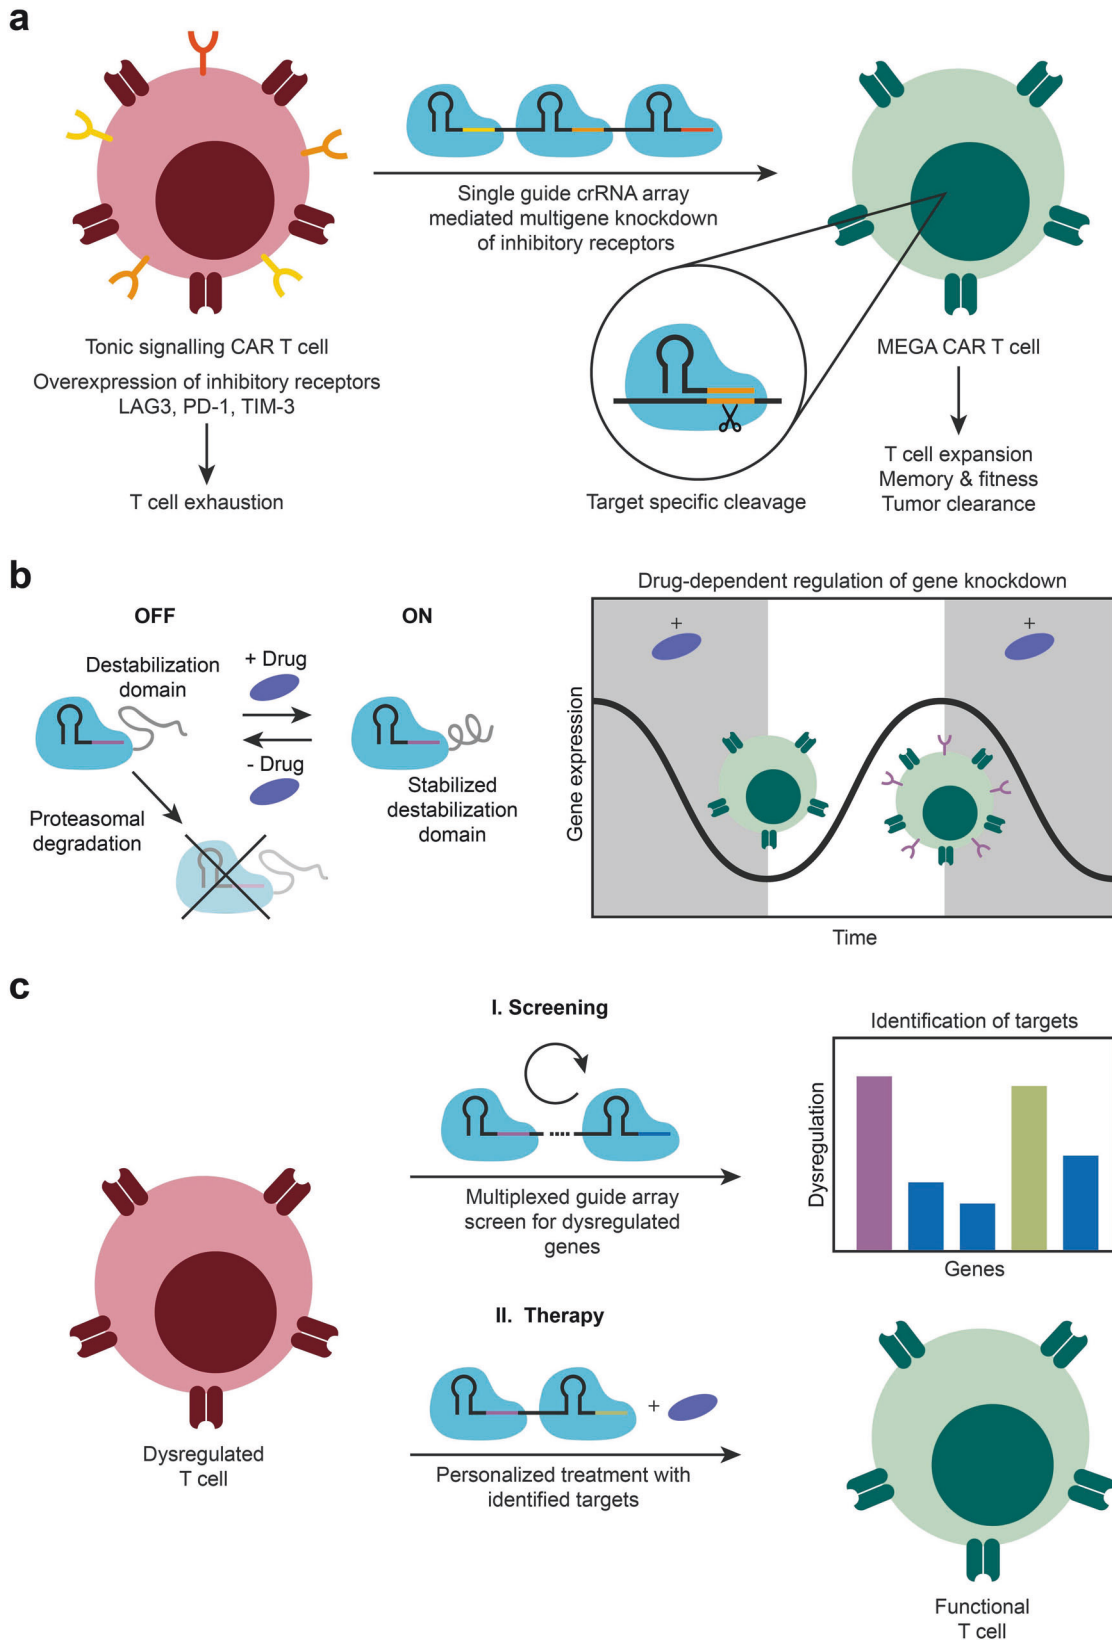 a
Single guide crRNA array
mediated multigene knockdown
of inhibitory receptors
Tonic signalling CAR T cell
Overexpression of inhibitory receptors
LAG3, PD-1, TIM-3
T cell exhaustion
Target specific cleavage
MEGA CAR T cell
T cell expansion
Memory & fitness
Tumor clearance
b
OFF
ON
Destabilization
domain
+ Drug
- Drug
Proteasomal
degradation
Stabilized
destabilization
domain
Drug-dependent regulation of gene knockdown
+
+
Gene expression
Time
c
I. Screening
Multiplexed guide array
screen for dysregulated
genes
Identification of targets
Dysregulation
Genes
Dysregulated
T cell
II. Therapy
+
Personalized treatment with
identified targets
Functional
T cell